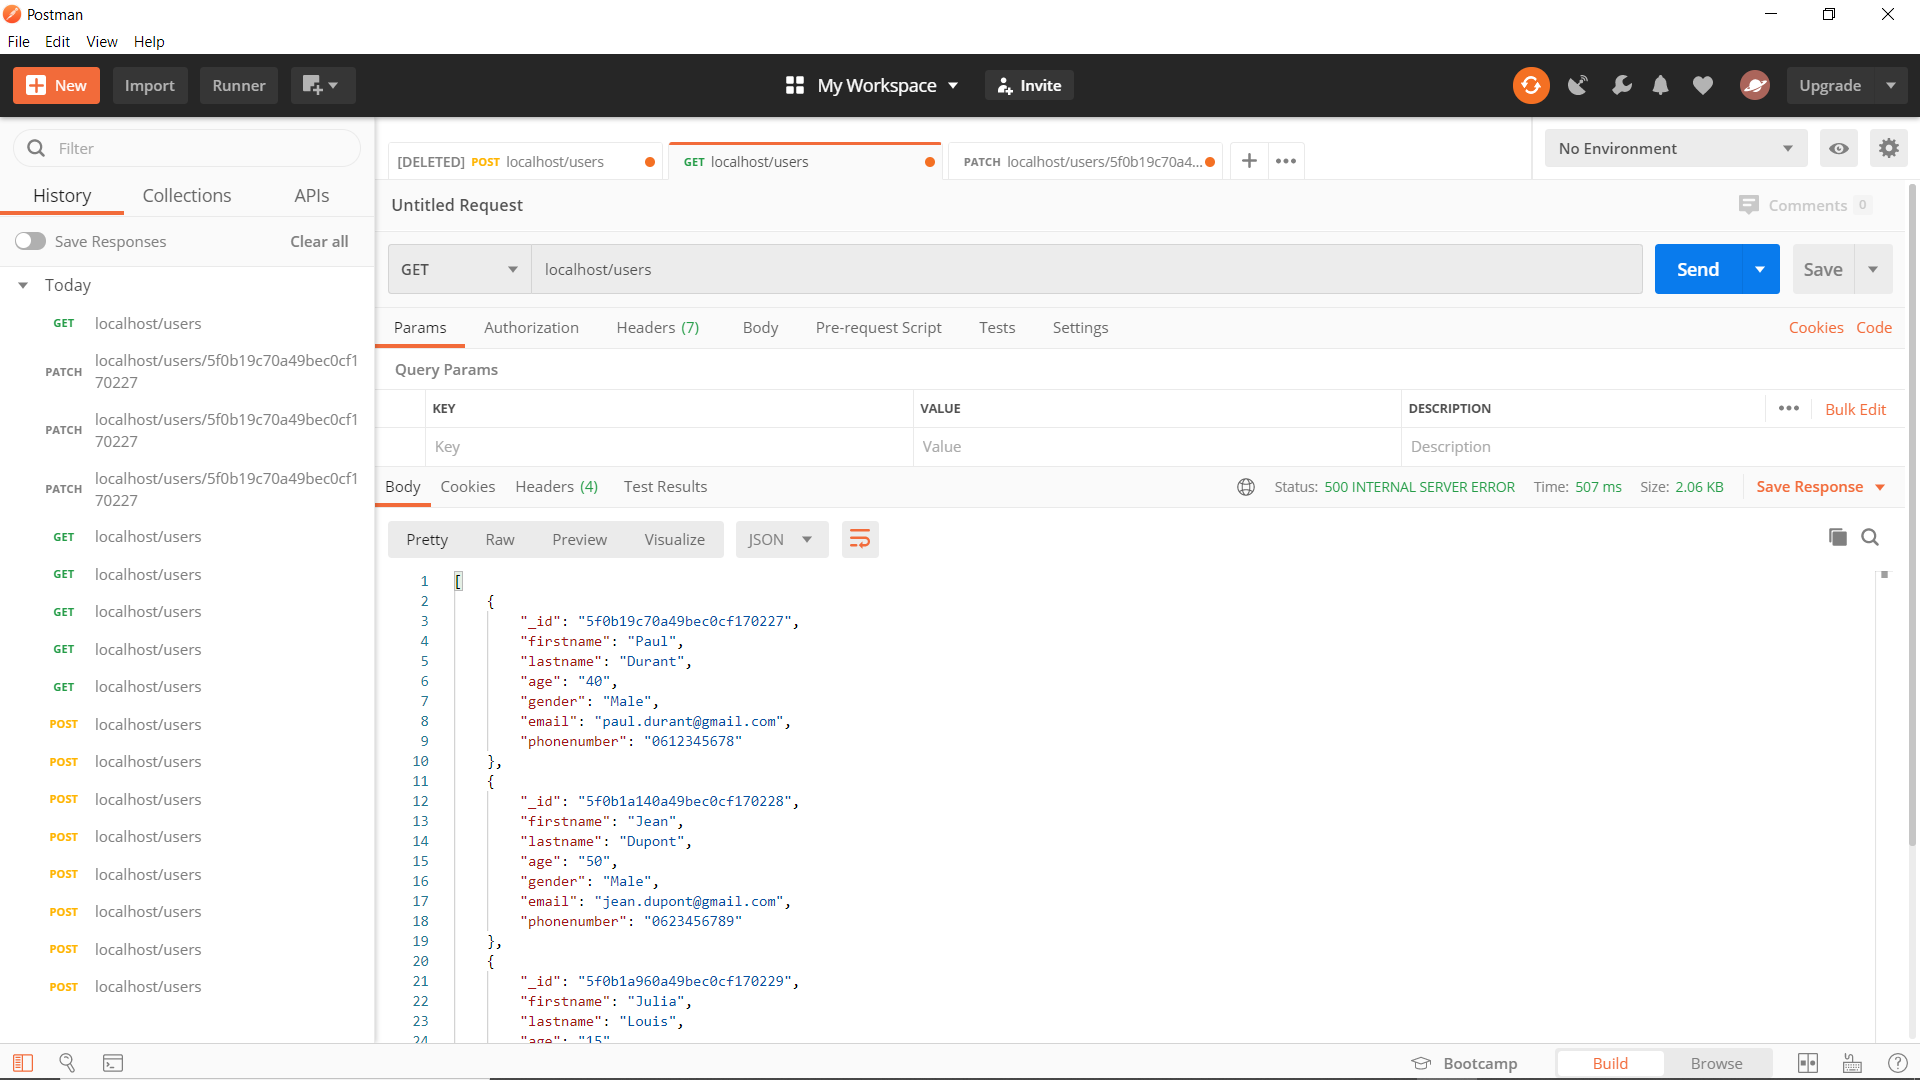 Postman
File Edit View Help
New Import Runner My Workspace Invite Upgrade
Filter
History Collections APIs
Save Responses Clear all
Today
GET localhost/users
PATCH localhost/users/5f0b19c70a49bec0cf1
70227
PATCH localhost/users/5f0b19c70a49bec0cf1
70227
PATCH localhost/users/5f0b19c70a49bec0cf1
70227
GET localhost/users
GET localhost/users
GET localhost/users
GET localhost/users
GET localhost/users
POST localhost/users
POST localhost/users
POST localhost/users
POST localhost/users
POST localhost/users
POST localhost/users
POST localhost/users
POST localhost/users
[DELETED] POST localhost/users GET localhost/users PATCH localhost/users/5f0b19c70a4... No Environment
Untitled Request Comments 0
GET localhost/users Send Save
Params Authorization Headers (7) Body Pre-request Script Tests Settings Cookies Code
Query Params
KEY VALUE DESCRIPTION Bulk Edit
Key Value Description
Body Cookies Headers (4) Test Results Status: 500 INTERNAL SERVER ERROR Time: 507 ms Size: 2.06 KB Save Response
Pretty Raw Preview Visualize JSON
1 [
2 {
3 "_id": "5f0b19c70a49bec0cf170227",
4 "firstname": "Paul",
5 "lastname": "Durant",
6 "age": "40",
7 "gender": "Male",
8 "email": "paul.durant@gmail.com",
9 "phonenumber": "0612345678"
10 },
11 {
12 "_id": "5f0b1a140a49bec0cf170228",
13 "firstname": "Jean",
14 "lastname": "Dupont",
15 "age": "50",
16 "gender": "Male",
17 "email": "jean.dupont@gmail.com",
18 "phonenumber": "0623456789"
19 },
20 {
21 "_id": "5f0b1a960a49bec0cf170229",
22 "firstname": "Julia",
23 "lastname": "Louis",
24 "age": "15"
Bootcamp Build Browse